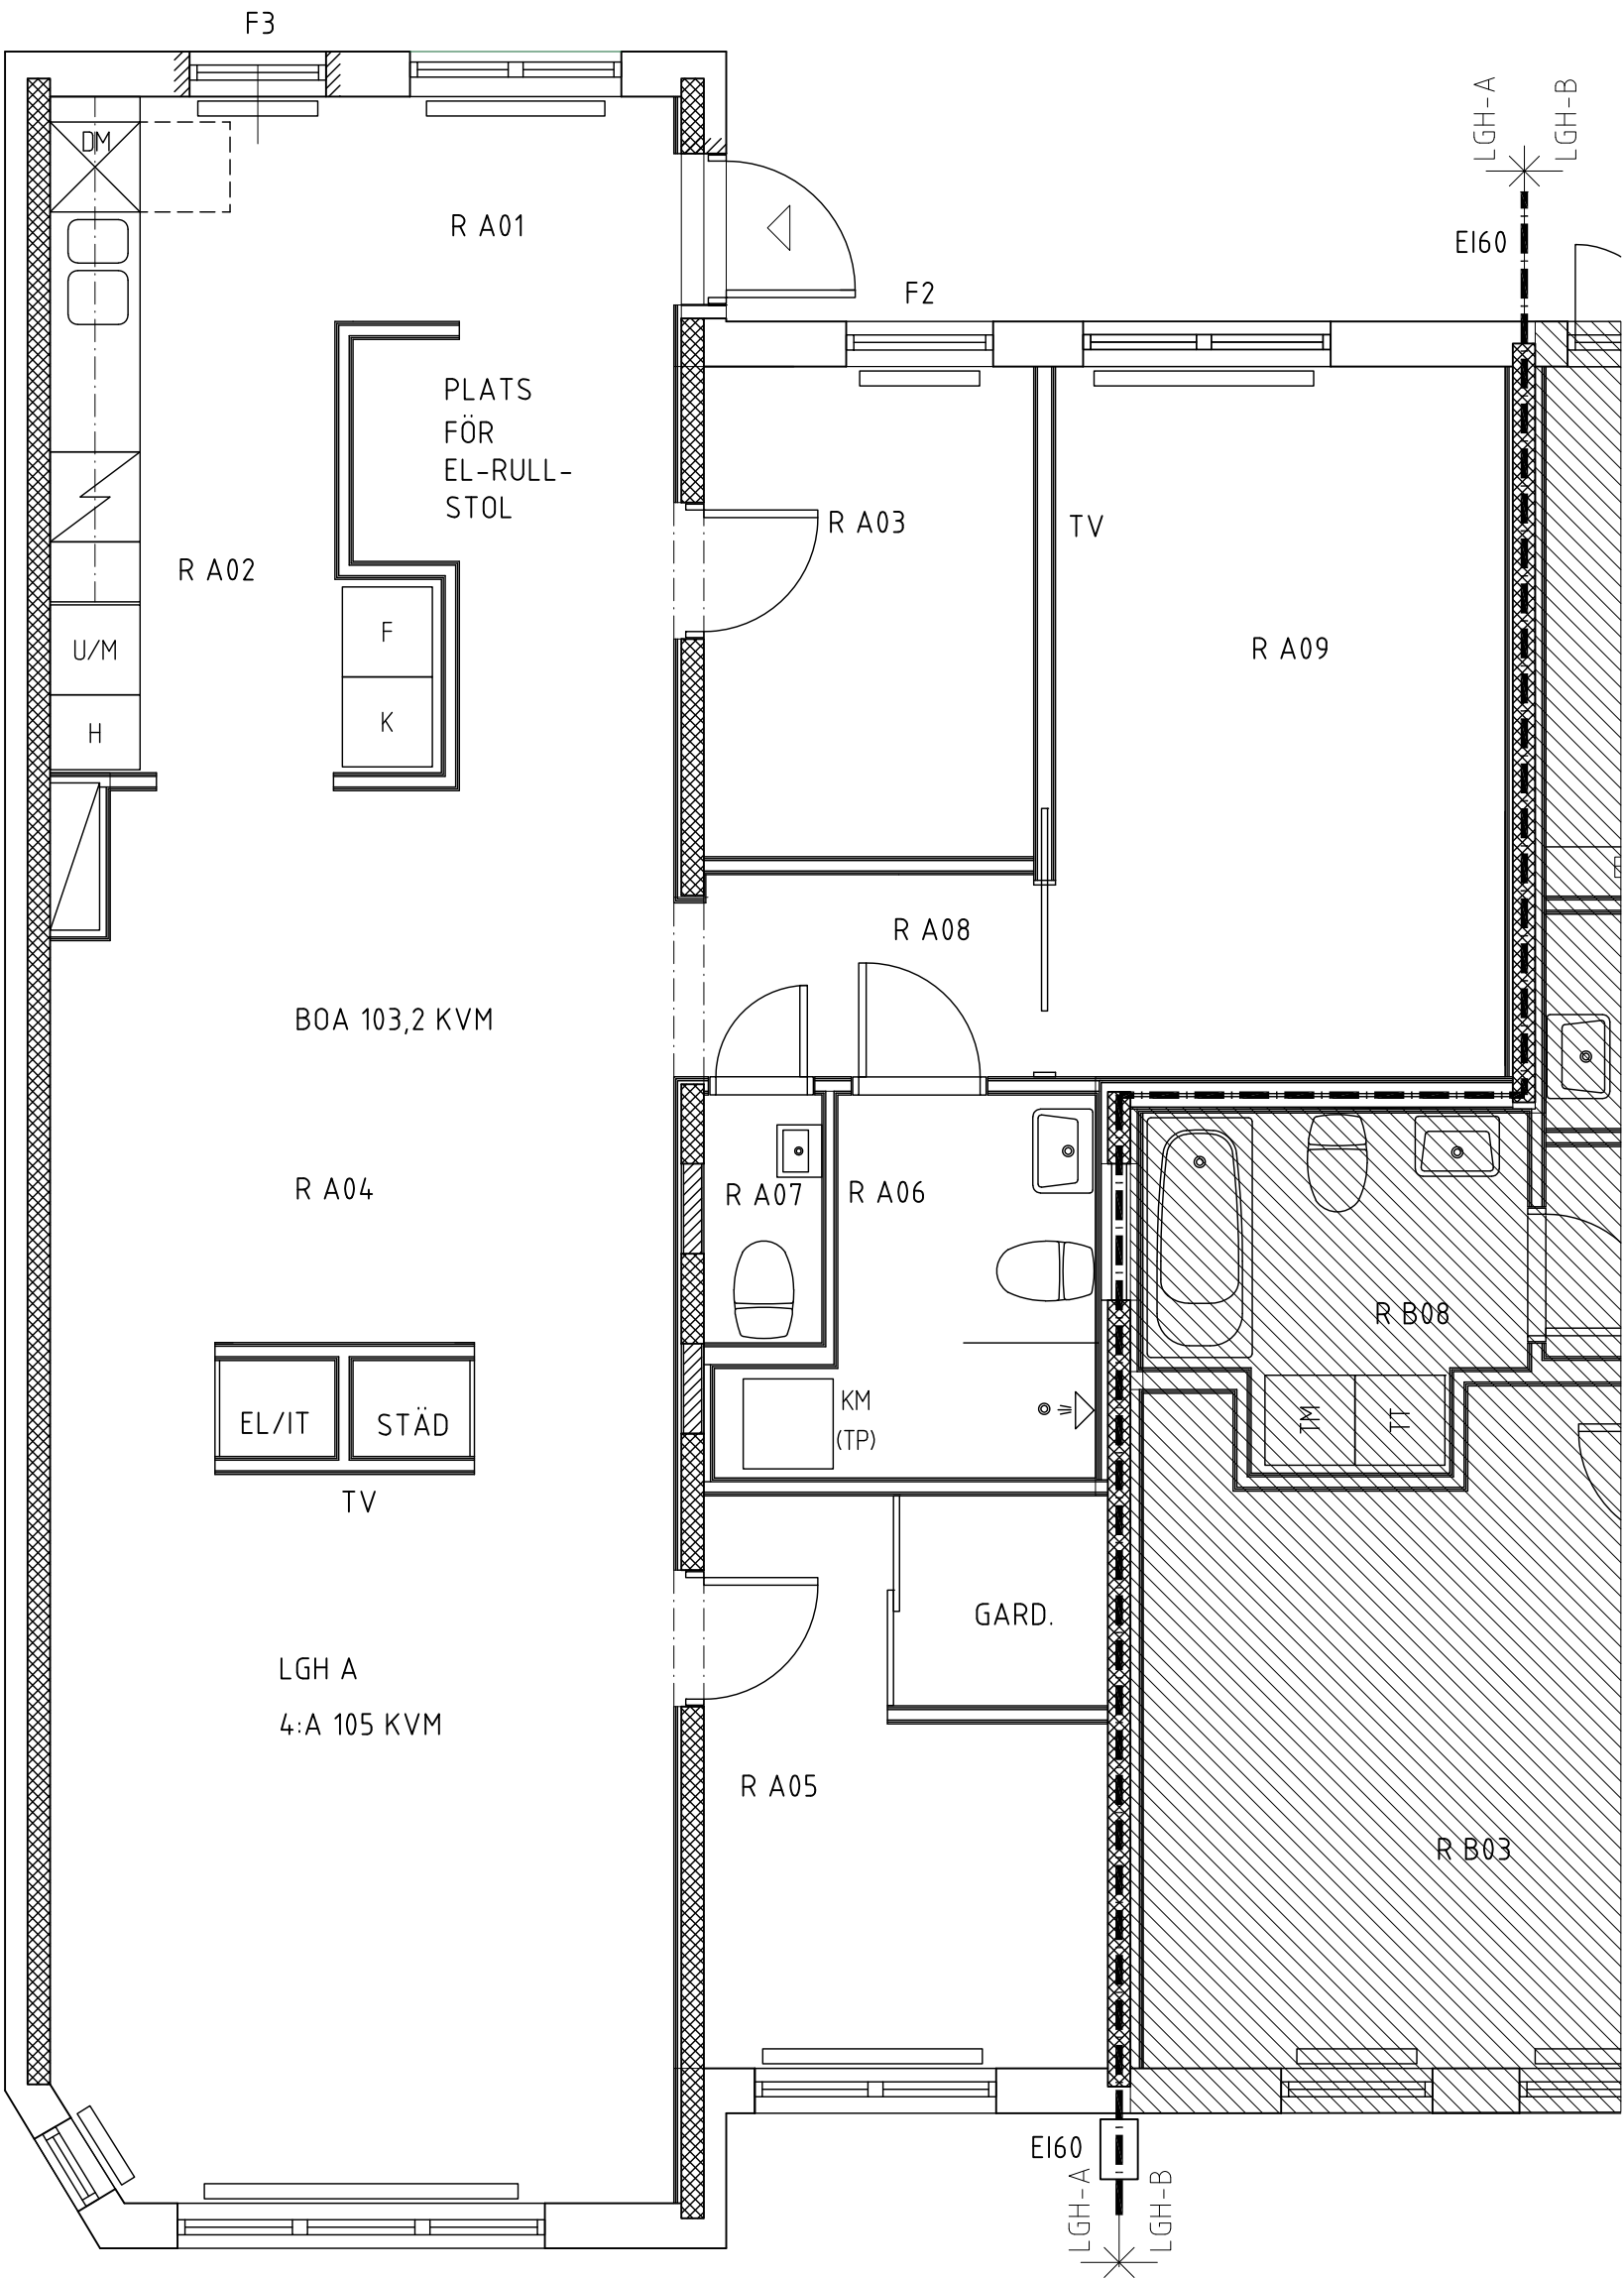 F3
LGH-A
LGH-B
DM
R A01
EI60
F2
PLATS
FÖR
EL-RULL-
STOL
R A03
TV
R A02
F
U/M
R A09
K
H
R A08
BOA 103,2 KVM
R A04
R A07
R A06
R B08
KM
(TP)
EL/IT
STÄD
TM
TT
TV
GARD.
LGH A
4:A 105 KVM
R A05
R B03
EI60
LGH-A
LGH-B